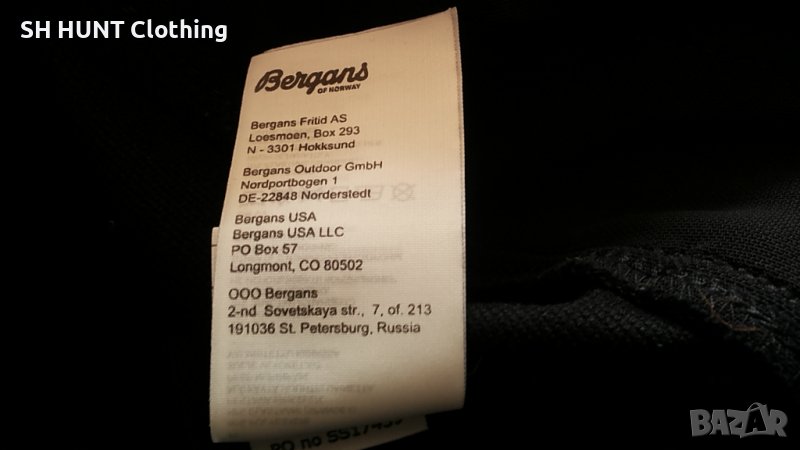 SH HUNT Clothing
Bergans
OF NORWAY
Bergans Fritid AS
Loesmoen, Box 293
N - 3301 Hokksund
Bergans Outdoor GmbH
Nordportbogen 1
DE-22848 Norderstedt
Bergans USA
Bergans USA LLC
PO Box 57
Longmont, CO 80502
OOO Bergans
2-nd Sovetskaya str., 7, of. 213
191036 St. Petersburg, Russia
PO no
BAZAR